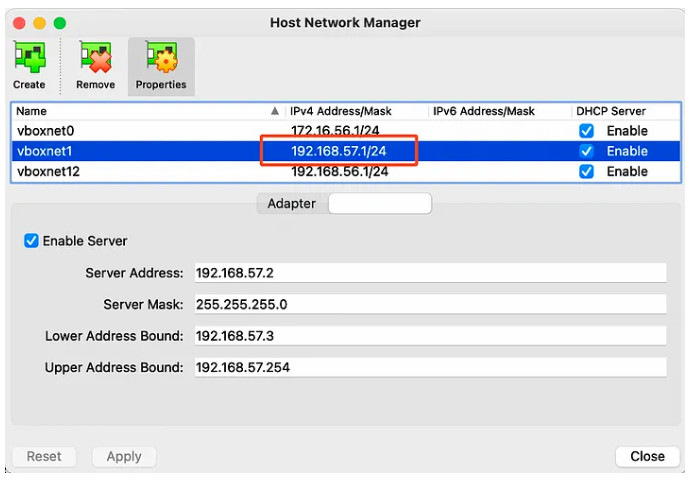 Host Network Manager
Create Remove Properties
Name IPv4 Address/Mask IPv6 Address/Mask DHCP Server
vboxnet0 172.16.56.1/24 Enable
vboxnet1 192.168.57.1/24 Enable
vboxnet12 192.168.56.1/24 Enable
Adapter
Enable Server
Server Address: 192.168.57.2
Server Mask: 255.255.255.0
Lower Address Bound: 192.168.57.3
Upper Address Bound: 192.168.57.254
Reset Apply Close